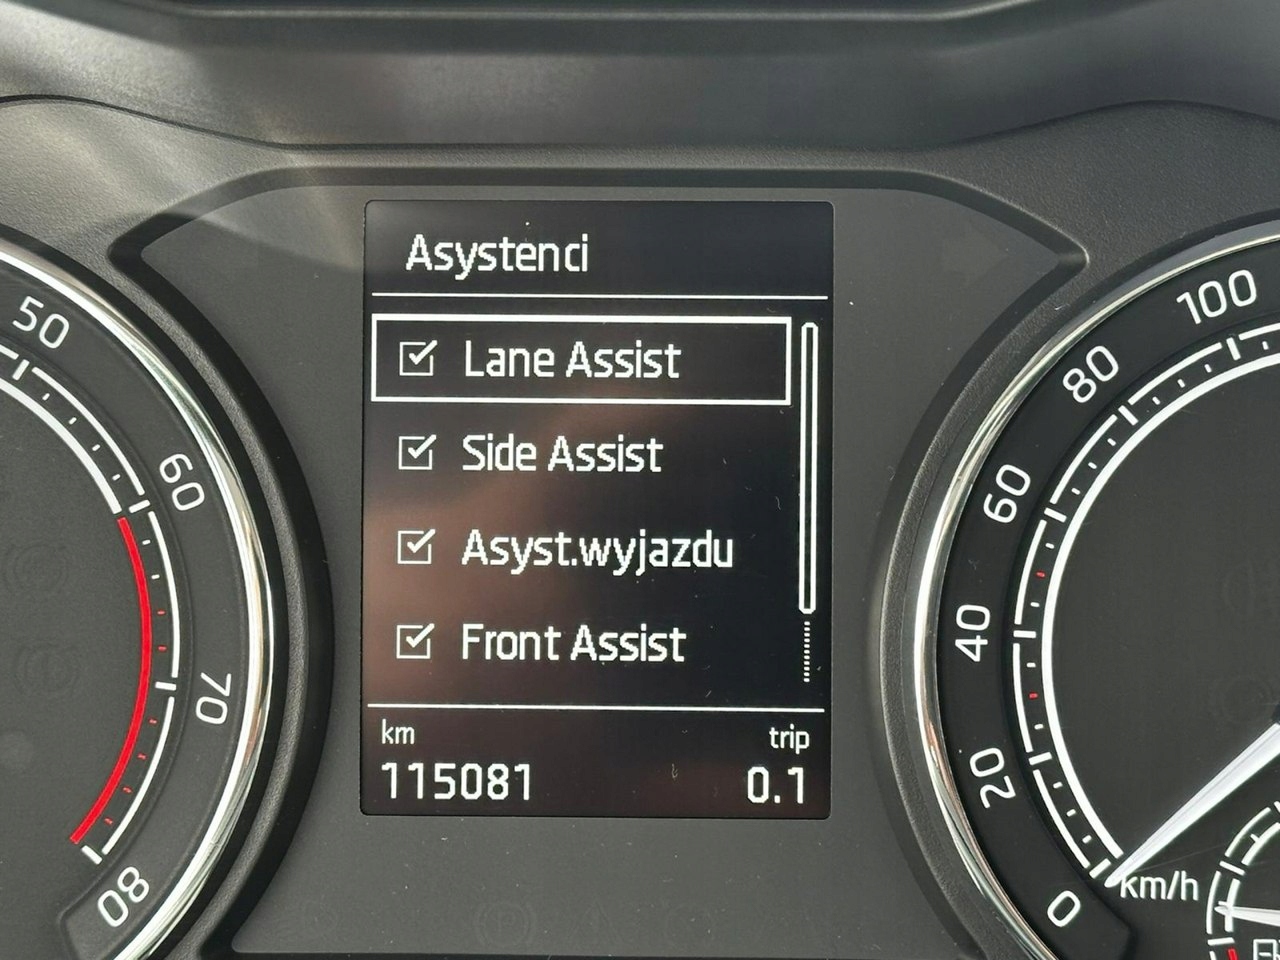 Asystenci
Lane Assist
Side Assist
Asyst.wyjazdu
Front Assist
km trip
115081 0.1
50
60
70
80
100
80
60
40
20
0
km/h